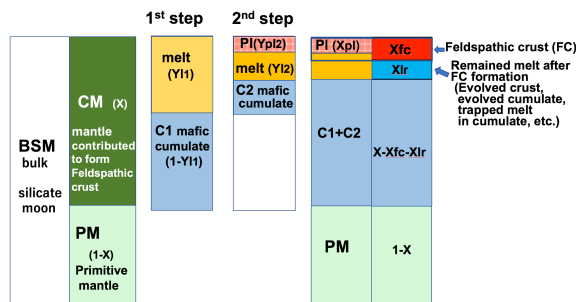 1st step
2nd step
BSM
bulk
silicate
moon
CM (X)
mantle
contributed
to form
Feldspathic
crust
PM
(1-X)
Primitive
mantle
melt
(Yl1)
C1 mafic
cumulate
(1-Yl1)
Pl(Ypl2)
melt (Yl2)
C2 mafic
cumulate
Pl (Xpl)
C1+C2
PM
Xfc
Xlr
X-Xfc-Xlr
1-X
Feldspathic crust (FC)
Remained melt after
FC formation
(Evolved crust,
evolved cumulate,
trapped melt
in cumulate, etc.)